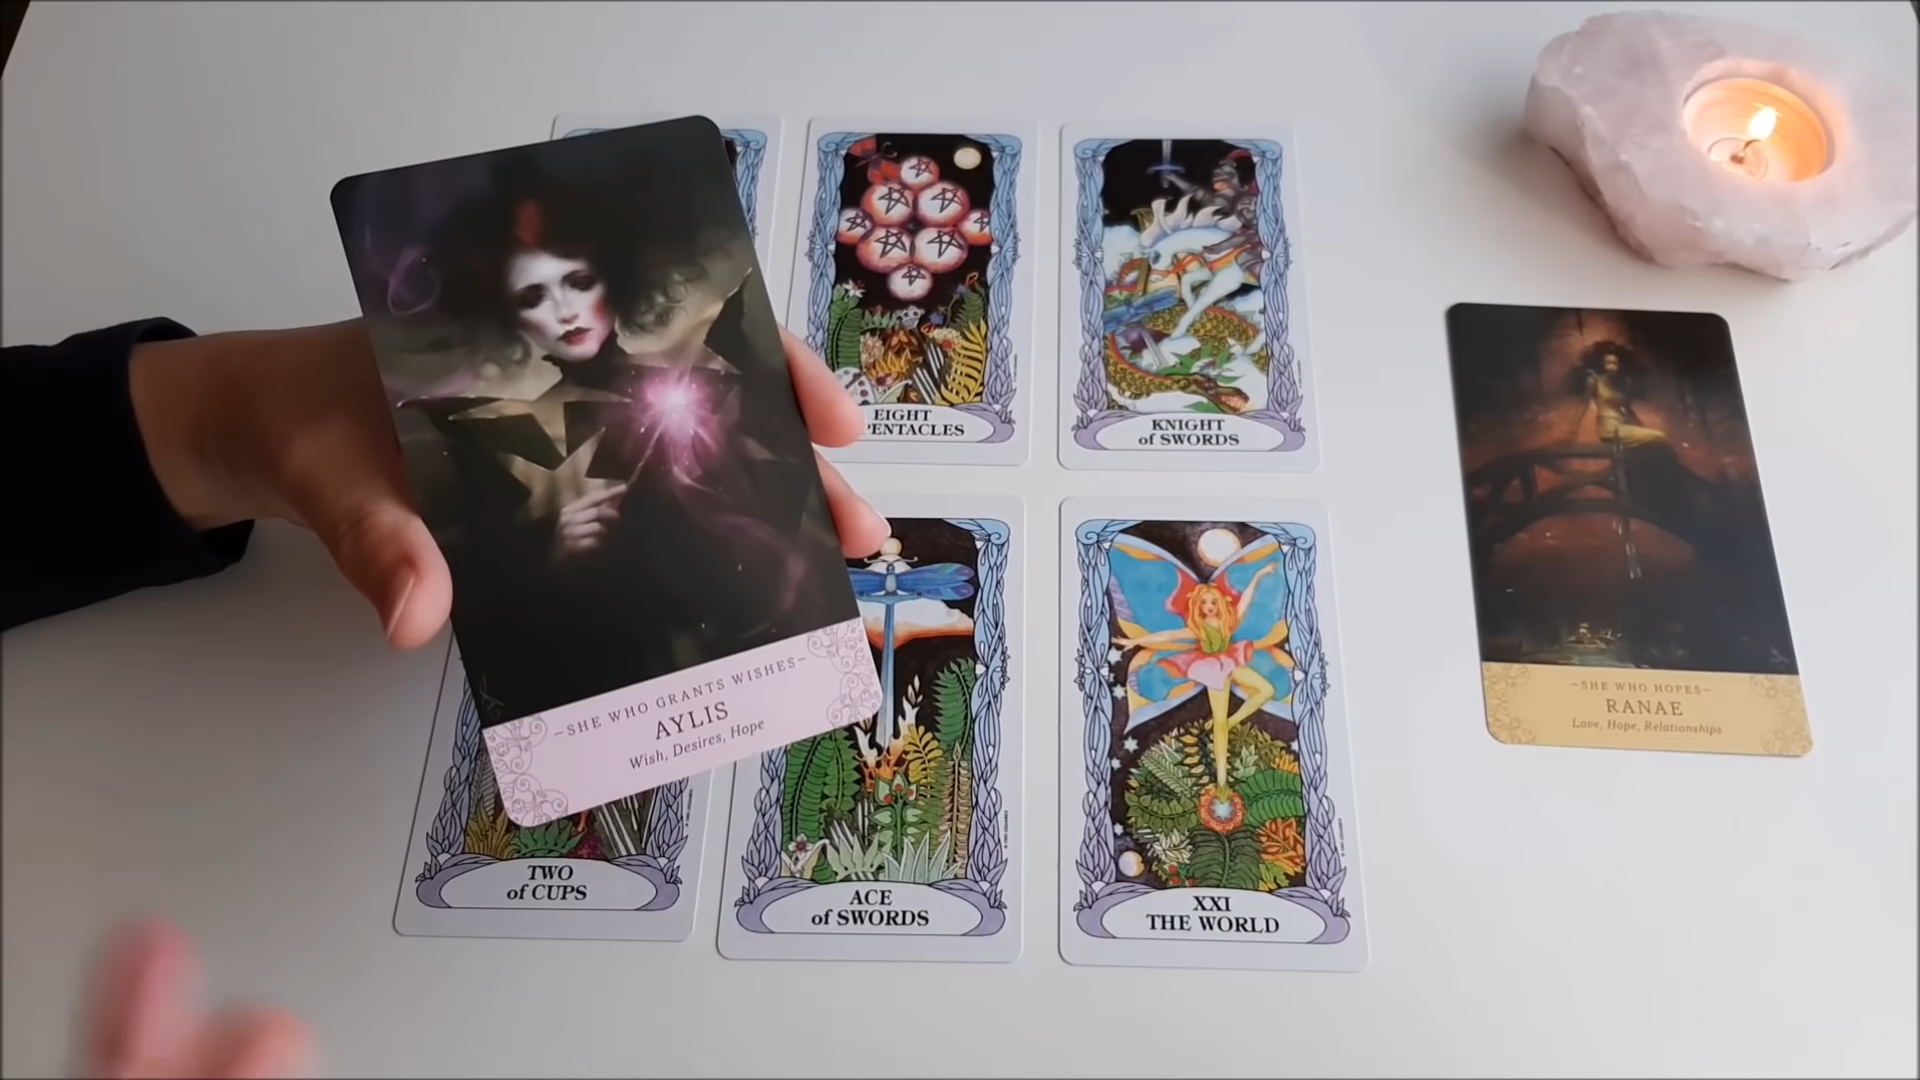 EIGHT
PENTACLES
KNIGHT
of SWORDS
~SHE WHO GRANTS WISHES~
AYLIS
Wish, Desires, Hope
~SHE WHO HOPES~
RANAE
Love, Hope, Relationships
TWO
of CUPS
ACE
of SWORDS
XXI
THE WORLD